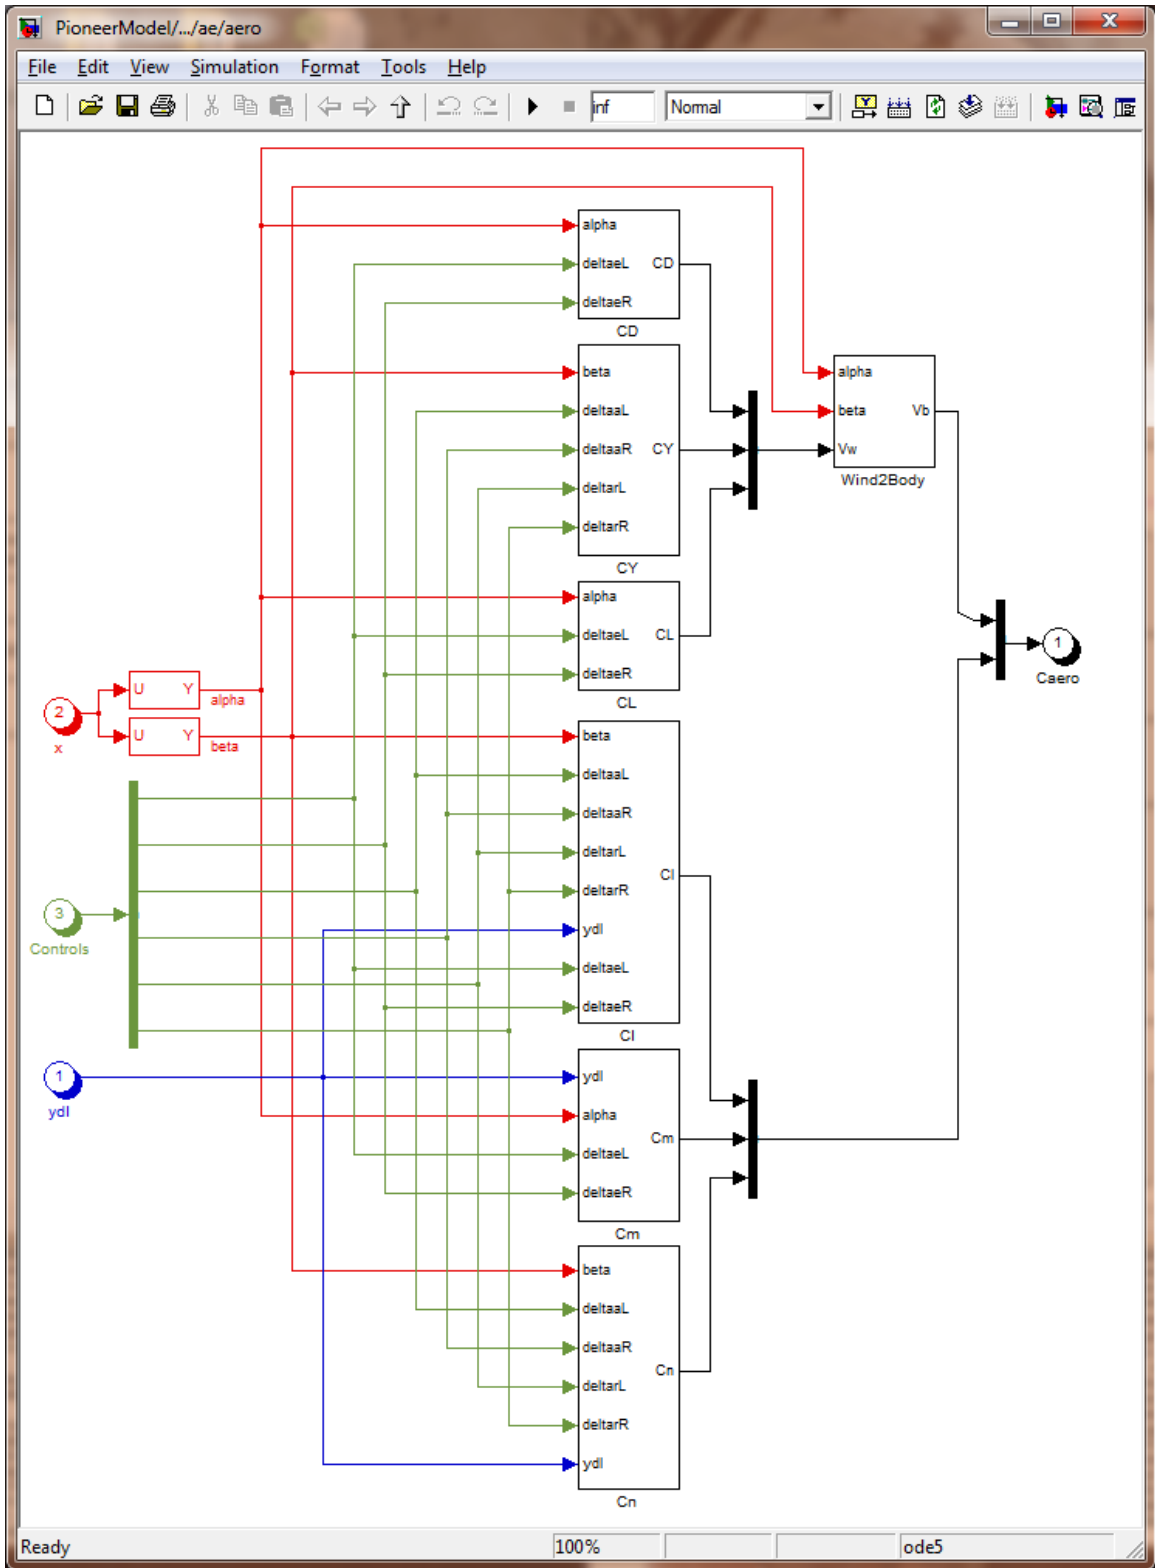 PioneerModel/.../ae/aero
File Edit View Simulation Format Tools Help
inf Normal
alpha
deltaeL CD
deltaeR
CD
beta
deltaaL
deltaaR CY
deltarL
deltarR
CY
alpha
beta Vb
Vw
Wind2Body
alpha
deltaeL CL
deltaeR
CL
1
Caero
U Y
alpha
2
x
U Y
beta
beta
deltaaL
deltaaR
deltarL
Cl
deltarR
ydl
deltaeL
deltaeR
Cl
3
Controls
1
ydl
ydl
alpha
deltaeL Cm
deltaeR
Cm
beta
deltaaL
deltaaR
Cn
deltarL
deltarR
ydl
Cn
Ready 100% ode5